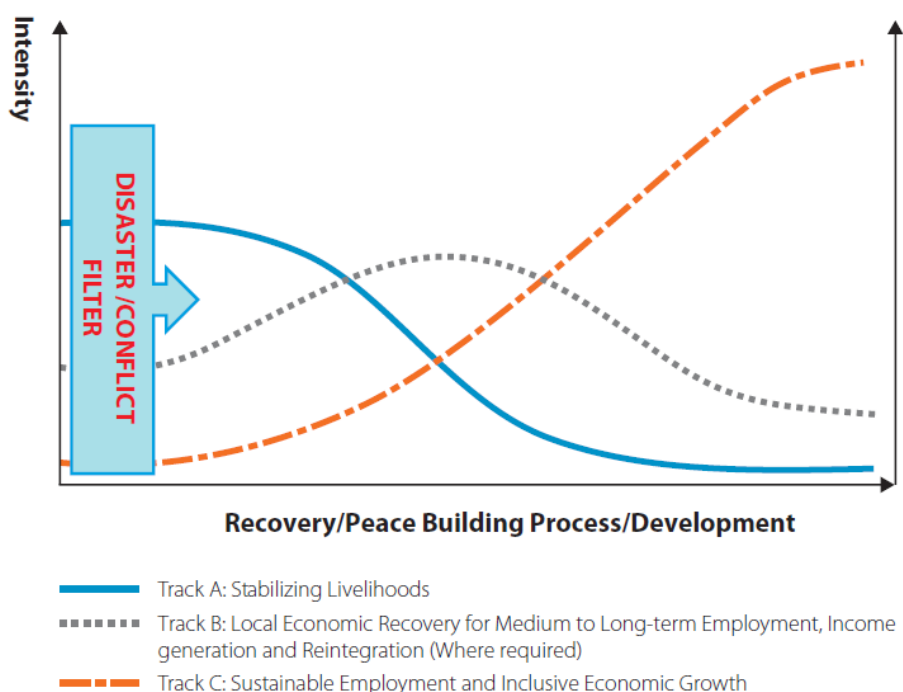 Intensity
DISASTER /CONFLICT
FILTER
Recovery/Peace Building Process/Development
Track A: Stabilizing Livelihoods
Track B: Local Economic Recovery for Medium to Long-term Employment, Income
generation and Reintegration (Where required)
Track C: Sustainable Employment and Inclusive Economic Growth